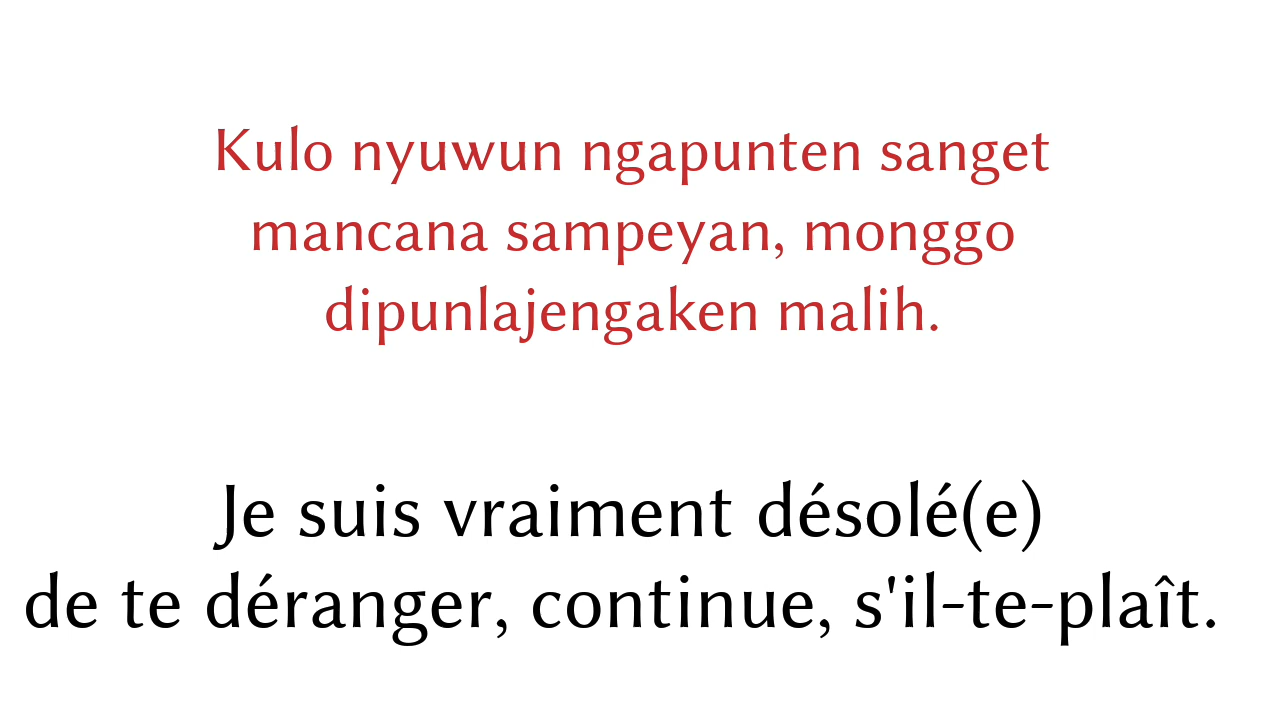 Kulo nyuwun ngapunten sanget
mancana sampeyan, monggo
dipunlajengaken malih.
Je suis vraiment désolé(e)
de te déranger, continue, s'il-te-plaît.